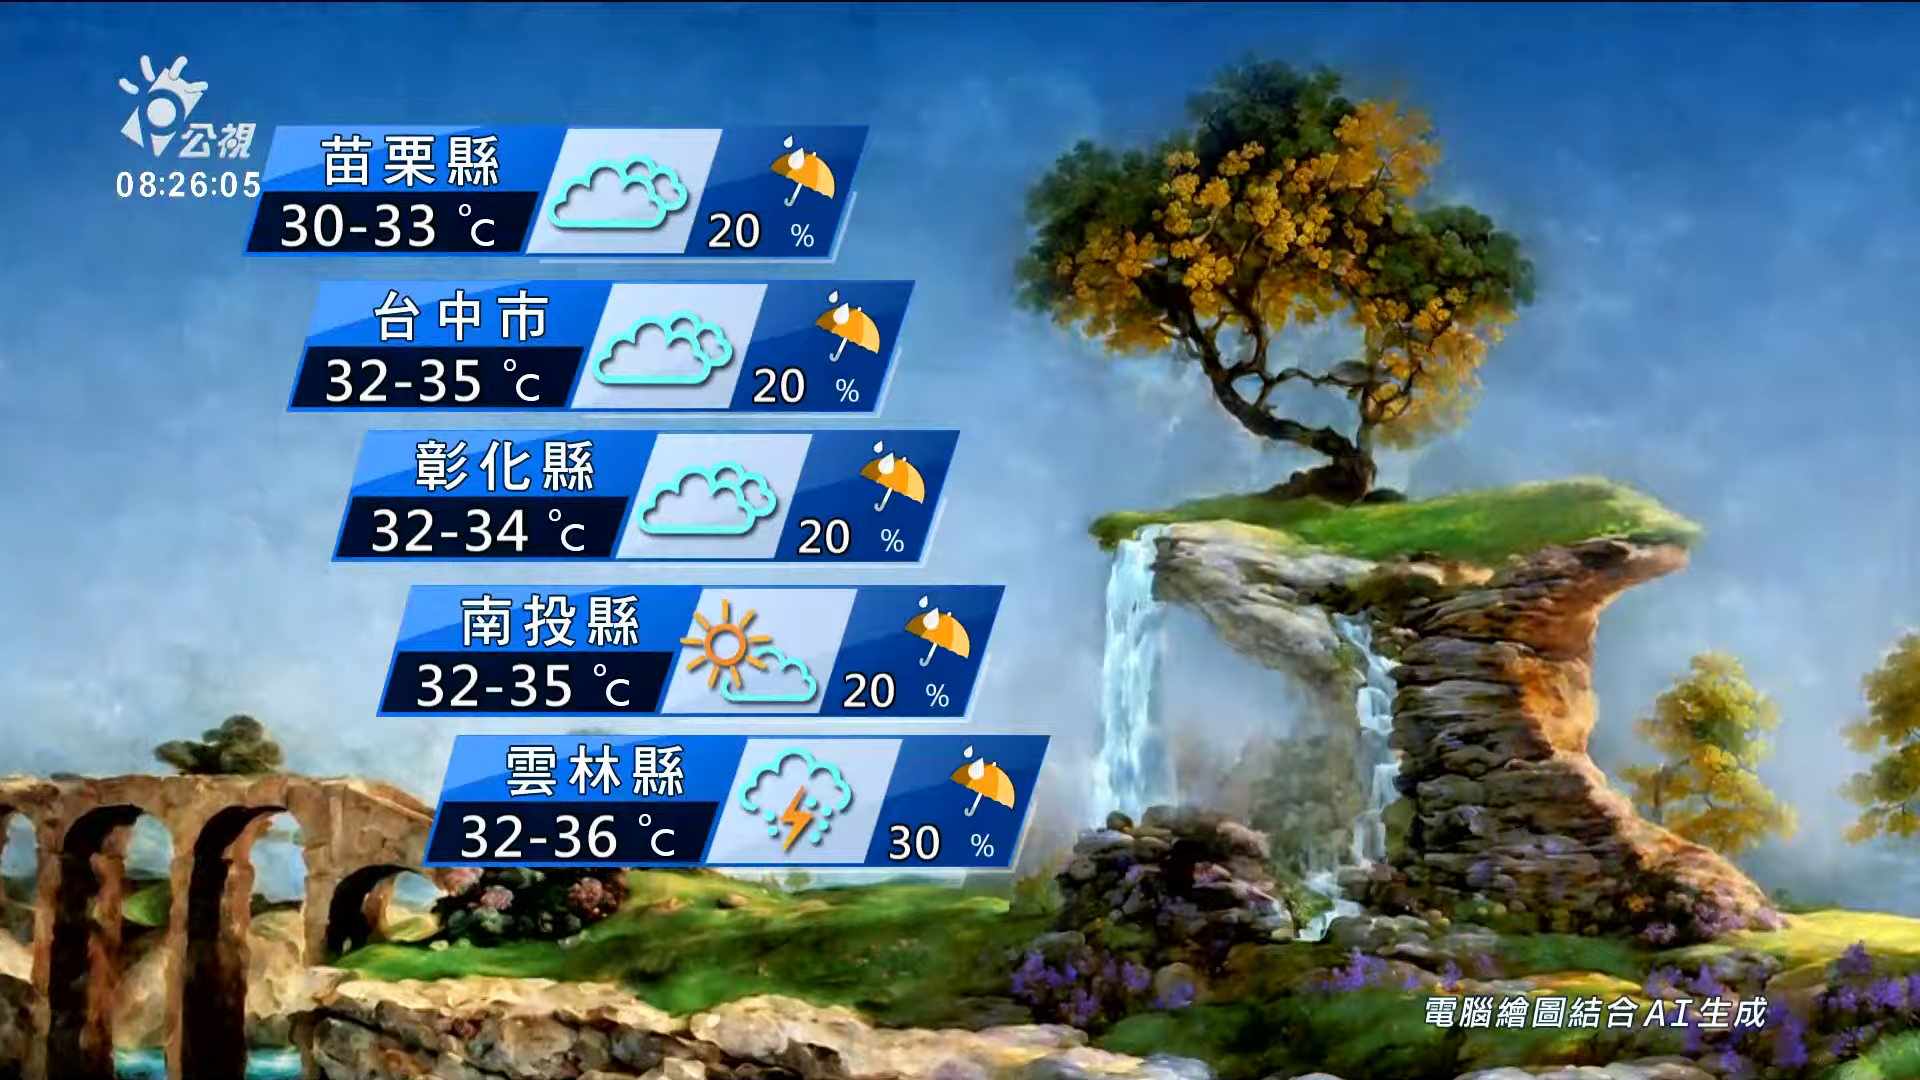 公視
08:26:05
苗栗縣
30-33 °C
20 %
台中市
32-35 °C
20 %
彰化縣
32-34 °C
20 %
南投縣
32-35 °C
20 %
雲林縣
32-36 °C
30 %
電腦繪圖結合AI生成